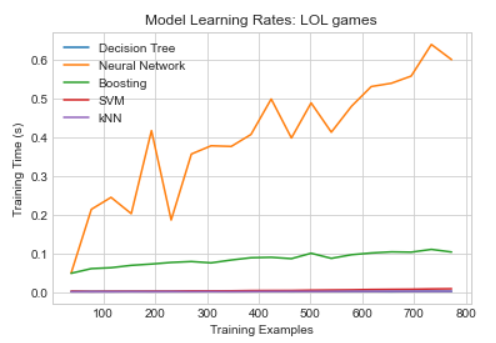 Model Learning Rates: LOL games
Decision Tree
Neural Network
Boosting
SVM
kNN
Training Time (s)
0.6
0.5
0.4
0.3
0.2
0.1
0.0
100 200 300 400 500 600 700 800
Training Examples